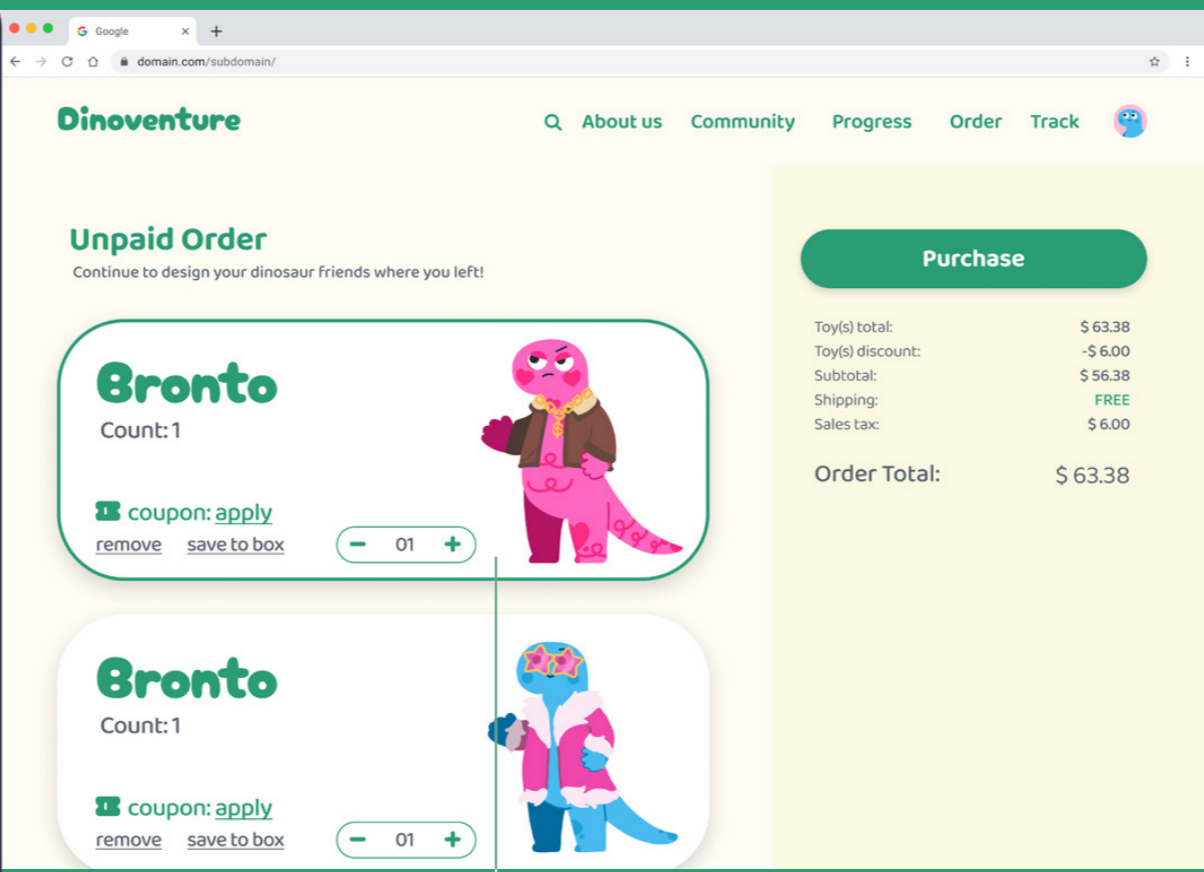 Google
domain.com/subdomain/
Dinoventure
About us Community Progress Order Track
Unpaid Order
Continue to design your dinosaur friends where you left!
Bronto
Count: 1
coupon: apply
remove save to box 01
Bronto
Count: 1
coupon: apply
remove save to box 01
Purchase
Toy(s) total: $ 63.38
Toy(s) discount: -$ 6.00
Subtotal: $ 56.38
Shipping: FREE
Sales tax: $ 6.00
Order Total: $ 63.38